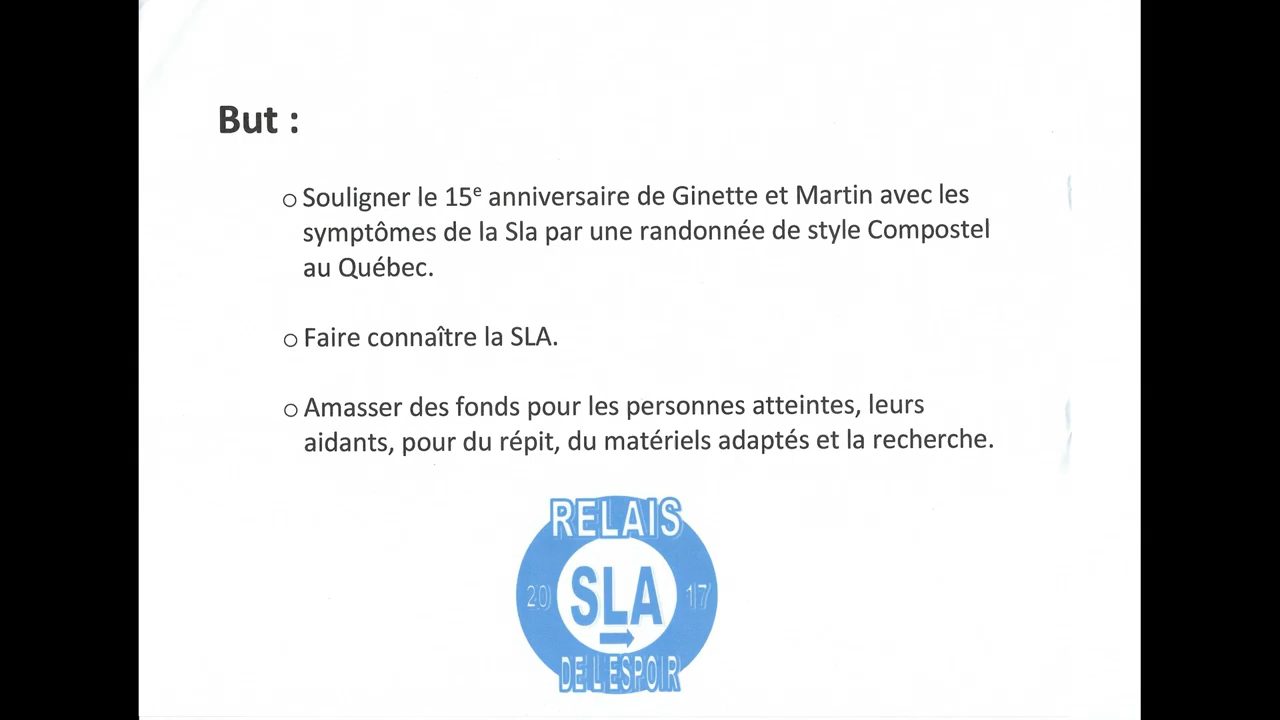 But :
○ Souligner le 15e anniversaire de Ginette et Martin avec les
symptômes de la Sla par une randonnée de style Compostel
au Québec.
○ Faire connaître la SLA.
○ Amasser des fonds pour les personnes atteintes, leurs
aidants, pour du répit, du matériels adaptés et la recherche.
RELAIS
20 SLA 17
DE L'ESPOIR